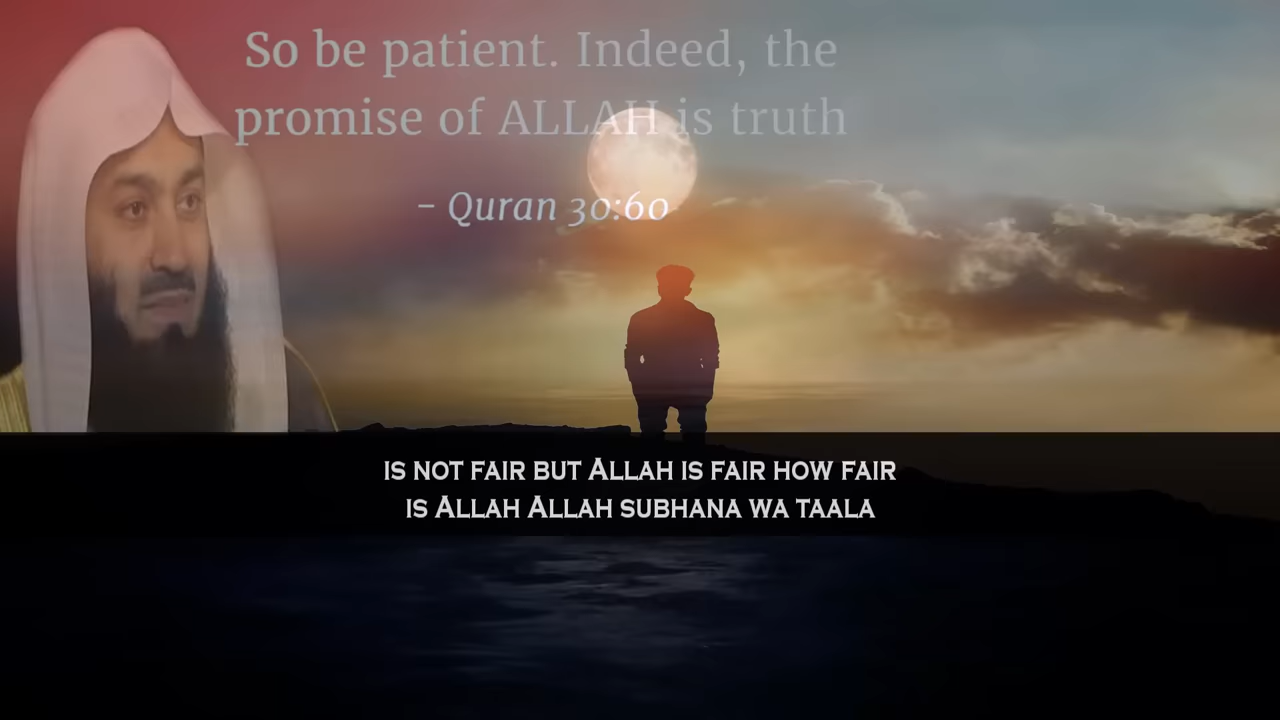 So be patient. Indeed, the
promise of ALLAH is truth
- Quran 30:60
IS NOT FAIR BUT ALLAH IS FAIR HOW FAIR
IS ALLAH ALLAH SUBHANA WA TAALA